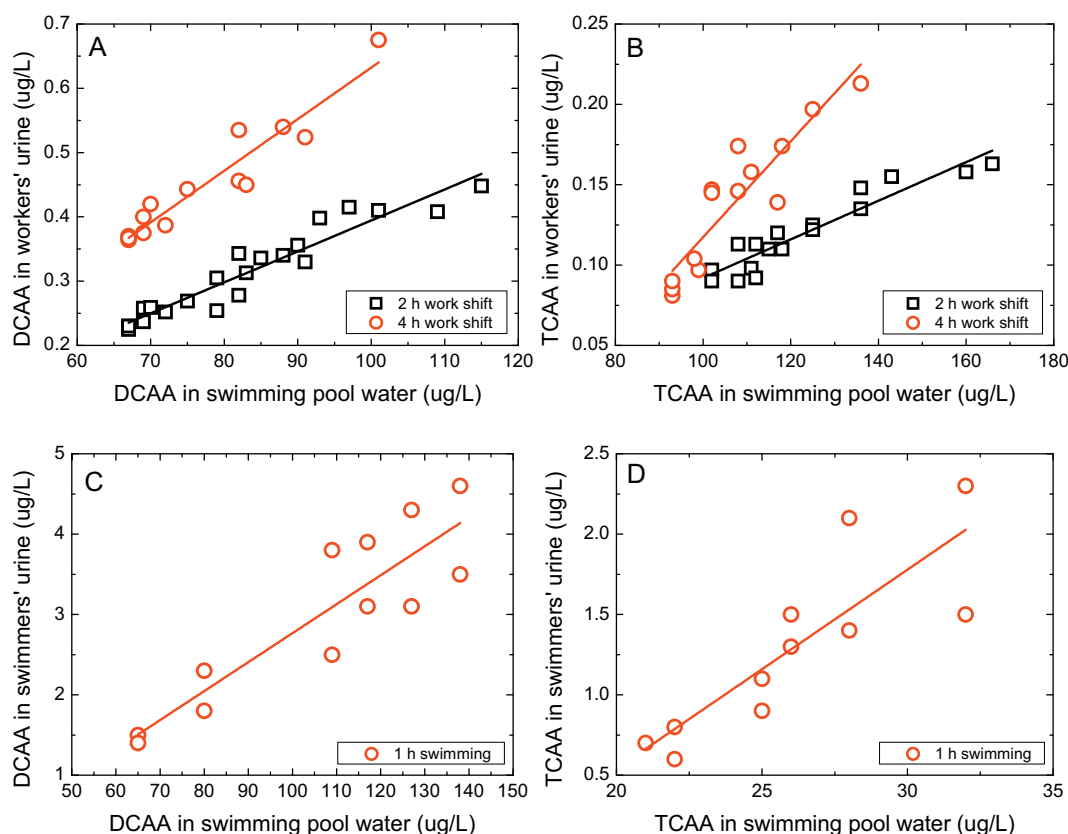 A
DCAA in workers' urine (ug/L)
0.7
0.6
0.5
0.4
0.3
0.2
2 h work shift
4 h work shift
60 70 80 90 100 110 120
DCAA in swimming pool water (ug/L)
B
TCAA in workers' urine (ug/L)
0.25
0.20
0.15
0.10
0.05
2 h work shift
4 h work shift
80 100 120 140 160 180
TCAA in swimming pool water (ug/L)
C
DCAA in swimmers' urine (ug/L)
5
4
3
2
1
1 h swimming
50 60 70 80 90 100 110 120 130 140 150
DCAA in swimming pool water (ug/L)
D
TCAA in swimmers' urine (ug/L)
2.5
2.0
1.5
1.0
0.5
1 h swimming
20 25 30 35
TCAA in swimming pool water (ug/L)